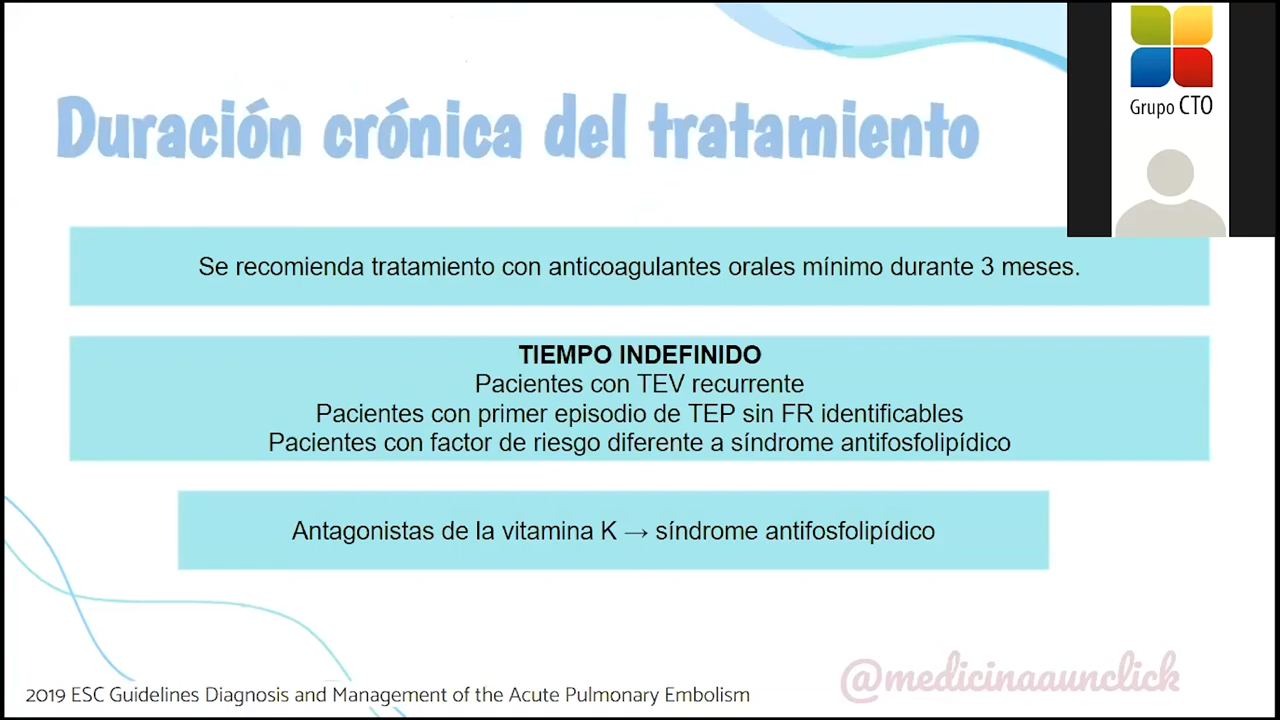 Grupo CTO
Duración crónica del tratamiento
Se recomienda tratamiento con anticoagulantes orales mínimo durante 3 meses.
TIEMPO INDEFINIDO
Pacientes con TEV recurrente
Pacientes con primer episodio de TEP sin FR identificables
Pacientes con factor de riesgo diferente a síndrome antifosfolipídico
Antagonistas de la vitamina K → síndrome antifosfolipídico
@medicinaaunclick
2019 ESC Guidelines Diagnosis and Management of the Acute Pulmonary Embolism